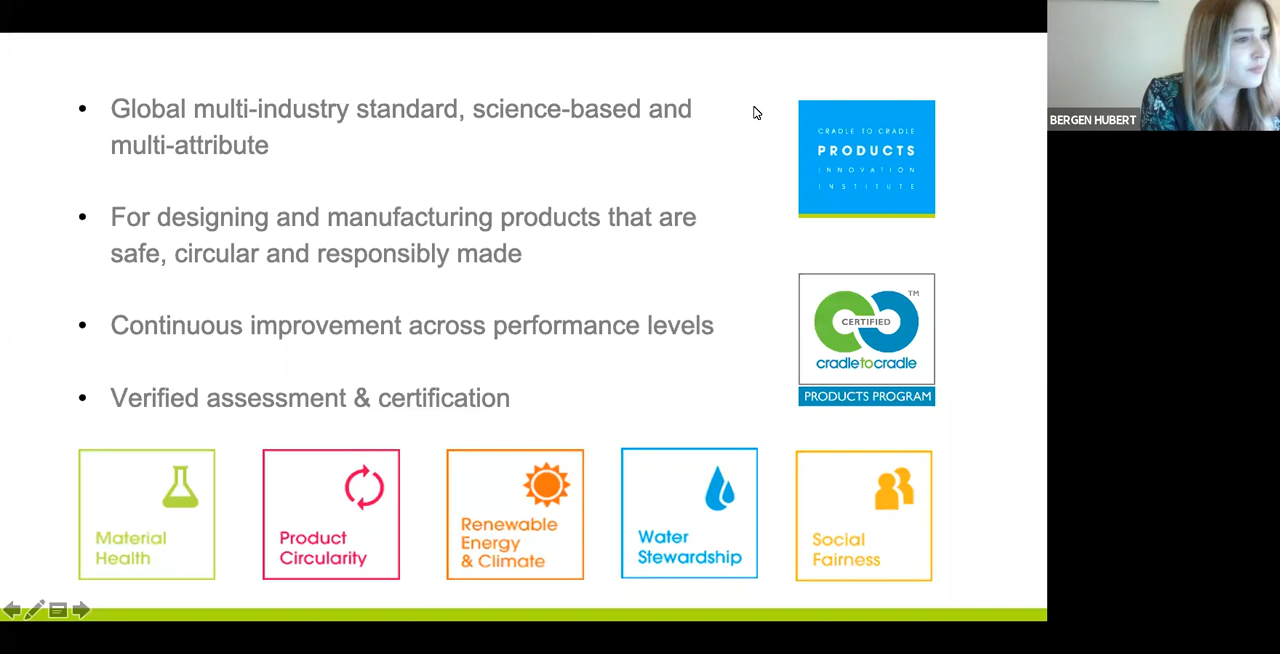 Global multi-industry standard, science-based and
multi-attribute
For designing and manufacturing products that are
safe, circular and responsibly made
Continuous improvement across performance levels
Verified assessment & certification
CRADLE TO CRADLE
PRODUCTS
INNOVATION
INSTITUTE
TM
CERTIFIED
cradletocradle
PRODUCTS PROGRAM
Material
Health
Product
Circularity
Renewable
Energy
& Climate
Water
Stewardship
Social
Fairness
BERGEN HUBERT